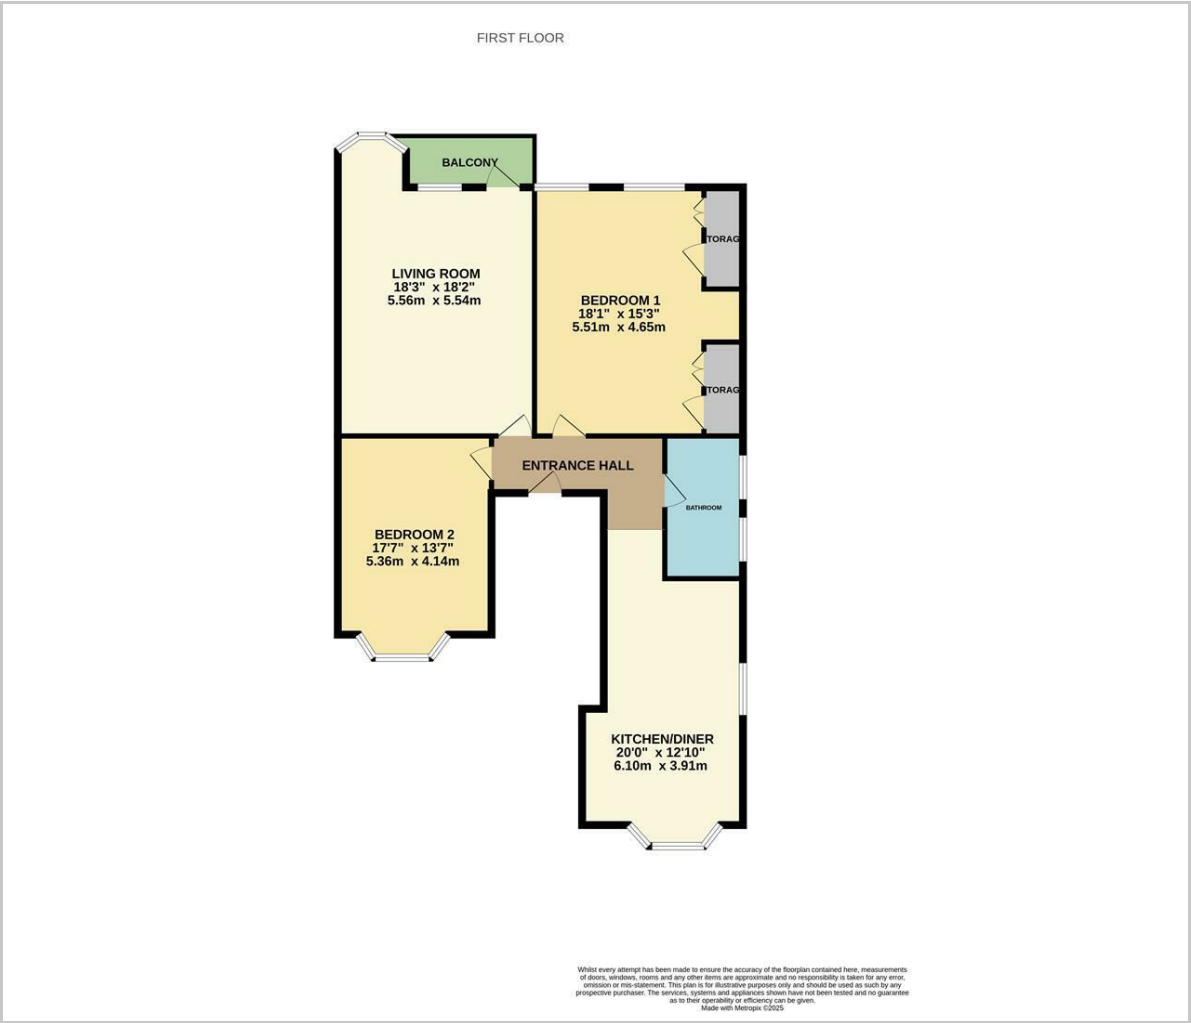 FIRST FLOOR
BALCONY
TORAG
LIVING ROOM
18'3" x 18'2"
5.56m x 5.54m
BEDROOM 1
18'1" x 15'3"
5.51m x 4.65m
TORAG
ENTRANCE HALL
BATHROOM
BEDROOM 2
17'7" x 13'7"
5.36m x 4.14m
KITCHEN/DINER
20'0" x 12'10"
6.10m x 3.91m
Whilst every attempt has been made to ensure the accuracy of the floorplan contained here, measurements
of doors, windows, rooms and any other items are approximate and no responsibility is taken for any error,
omission or mis-statement. This plan is for illustrative purposes only and should be used as such by any
prospective purchaser. The services, systems and appliances shown have not been tested and no guarantee
as to their operability or efficiency can be given.
Made with Metropix ©2025